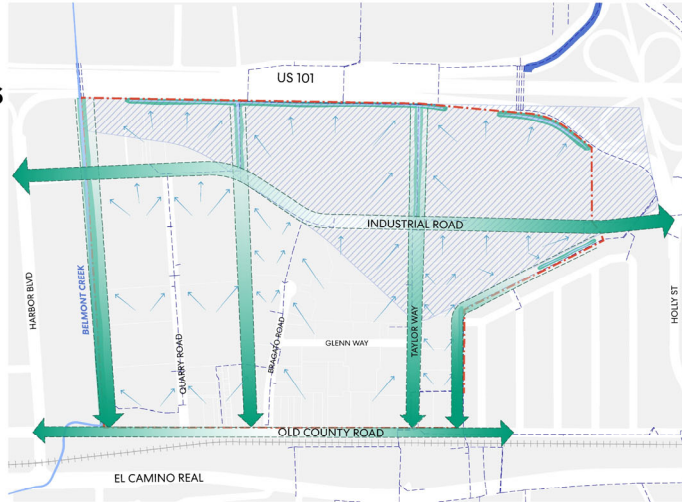 US 101
INDUSTRIAL ROAD
HARBOR BLVD
BELMONT CREEK
QUARRY ROAD
BRAGATO ROAD
GLENN WAY
TAYLOR WAY
HOLLY ST
OLD COUNTY ROAD
EL CAMINO REAL